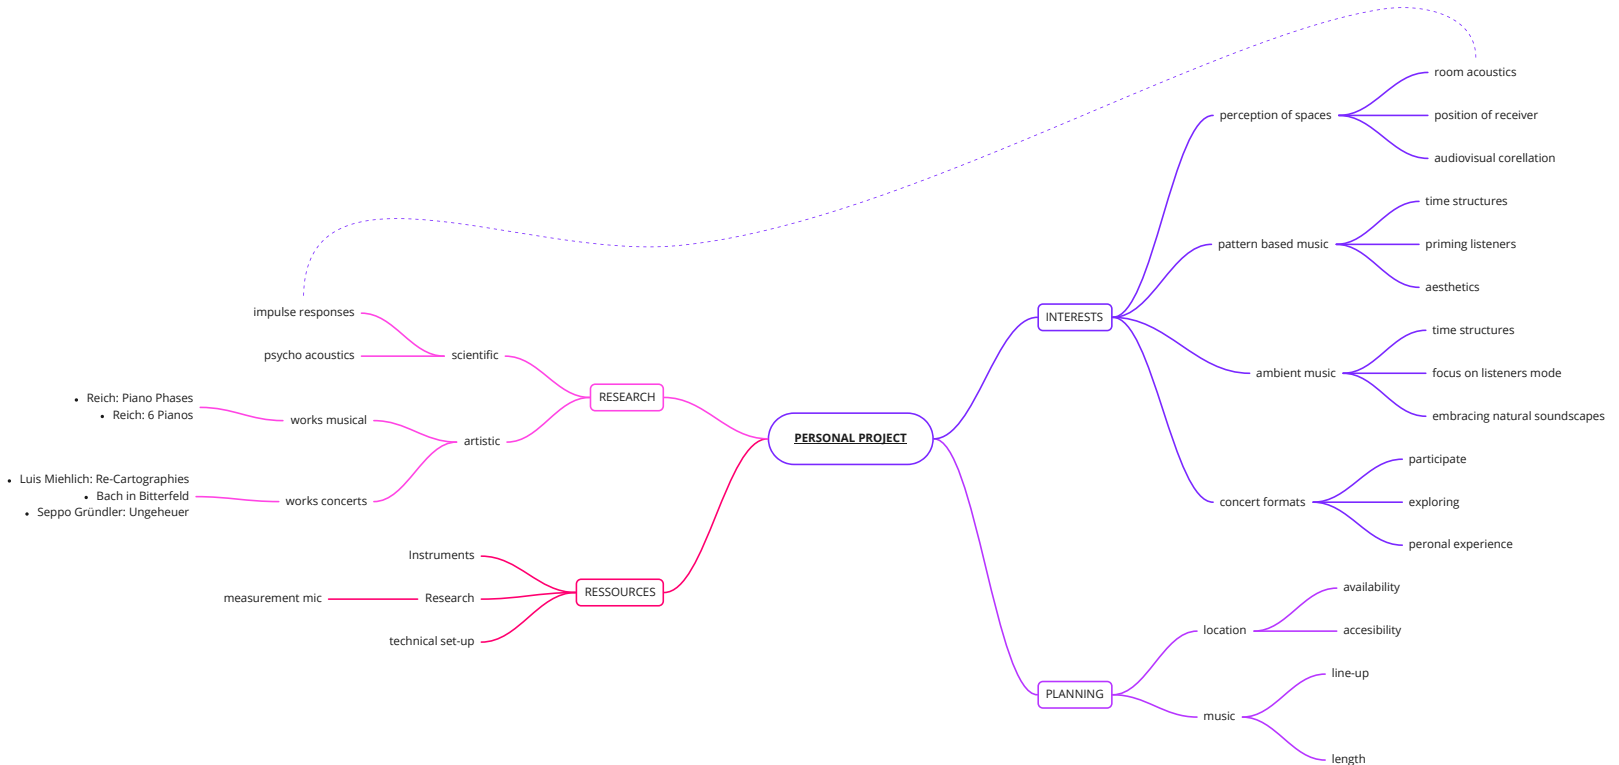 PERSONAL PROJECT
INTERESTS
perception of spaces
room acoustics
position of receiver
audiovisual corellation
pattern based music
time structures
priming listeners
aesthetics
ambient music
time structures
focus on listeners mode
embracing natural soundscapes
concert formats
participate
exploring
peronal experience
PLANNING
location
availability
accesibility
music
line-up
length
RESEARCH
scientific
impulse responses
psycho acoustics
artistic
works musical
• Reich: Piano Phases
• Reich: 6 Pianos
works concerts
• Luis Miehlich: Re-Cartographies
• Bach in Bitterfeld
• Seppo Gründler: Ungeheuer
RESSOURCES
Instruments
Research
measurement mic
technical set-up